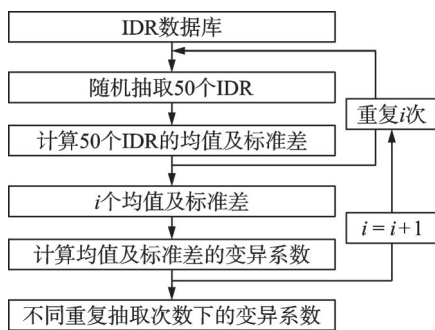 IDR数据库
随机抽取50个IDR
重复i次
计算50个IDR的均值及标准差
i个均值及标准差
i = i+1
计算均值及标准差的变异系数
不同重复抽取次数下的变异系数